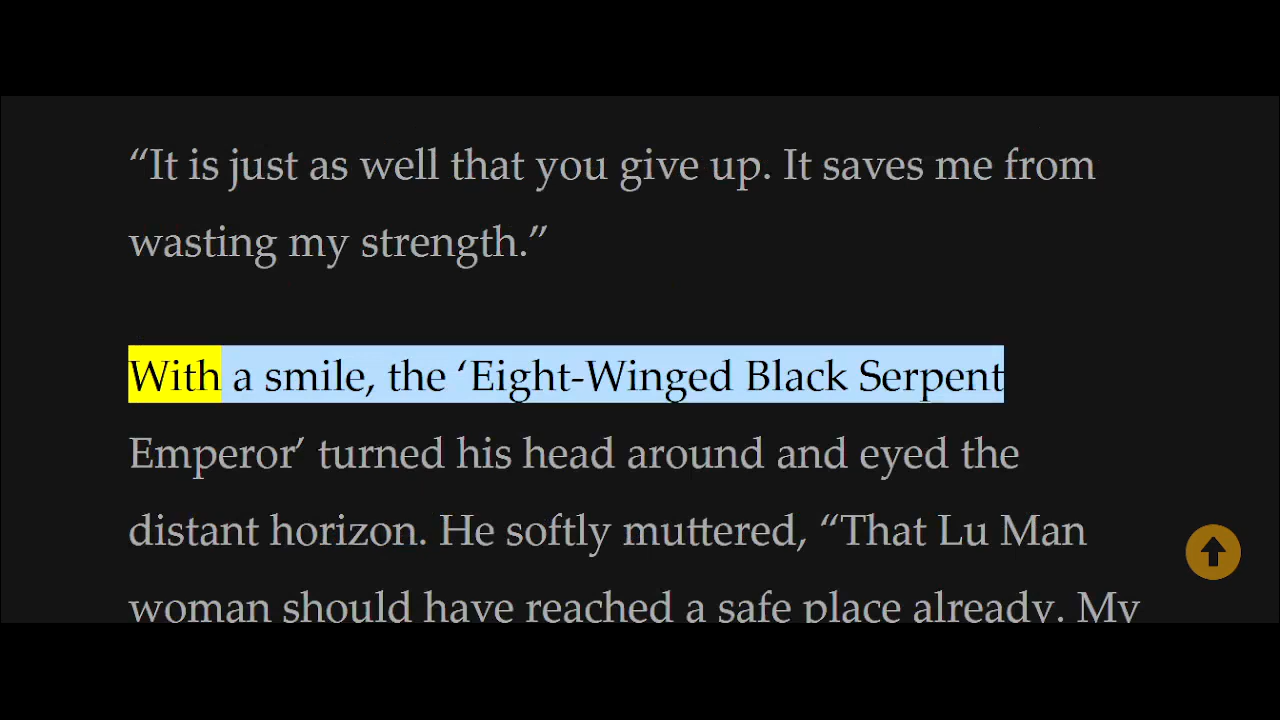 “It is just as well that you give up. It saves me from
wasting my strength.”
With a smile, the ‘Eight-Winged Black Serpent
Emperor’ turned his head around and eyed the
distant horizon. He softly muttered, “That Lu Man
woman should have reached a safe place already. My